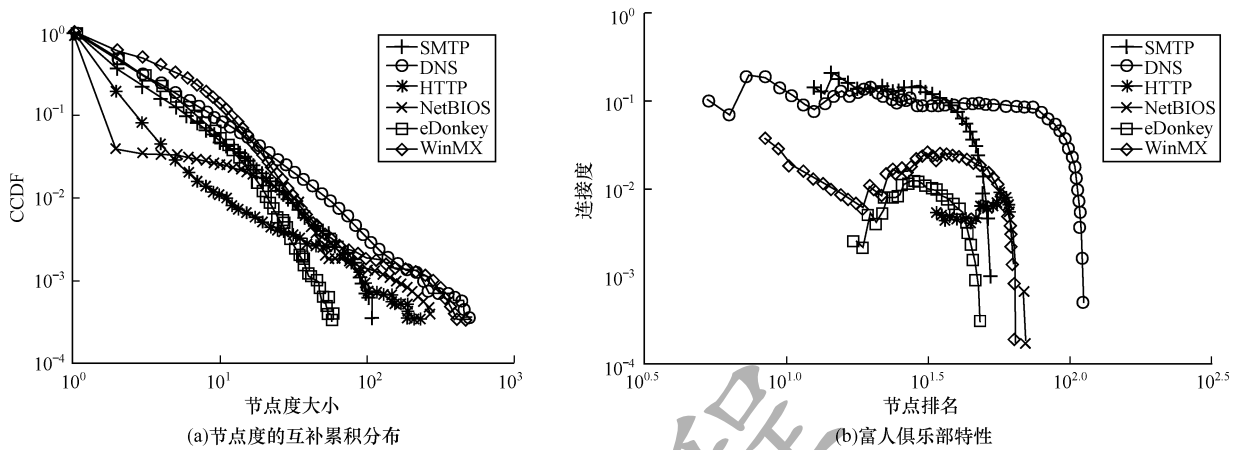 10^0
10^-1
10^-2
10^-3
10^-4
CCDF
10^0
10^1
10^2
10^3
节点度大小
SMTP
DNS
HTTP
NetBIOS
eDonkey
WinMX
(a)节点度的互补累积分布
10^0
10^-1
10^-2
10^-3
10^-4
连接度
10^0.5
10^1.0
10^1.5
10^2.0
10^2.5
节点排名
SMTP
DNS
HTTP
NetBIOS
eDonkey
WinMX
(b)富人俱乐部特性